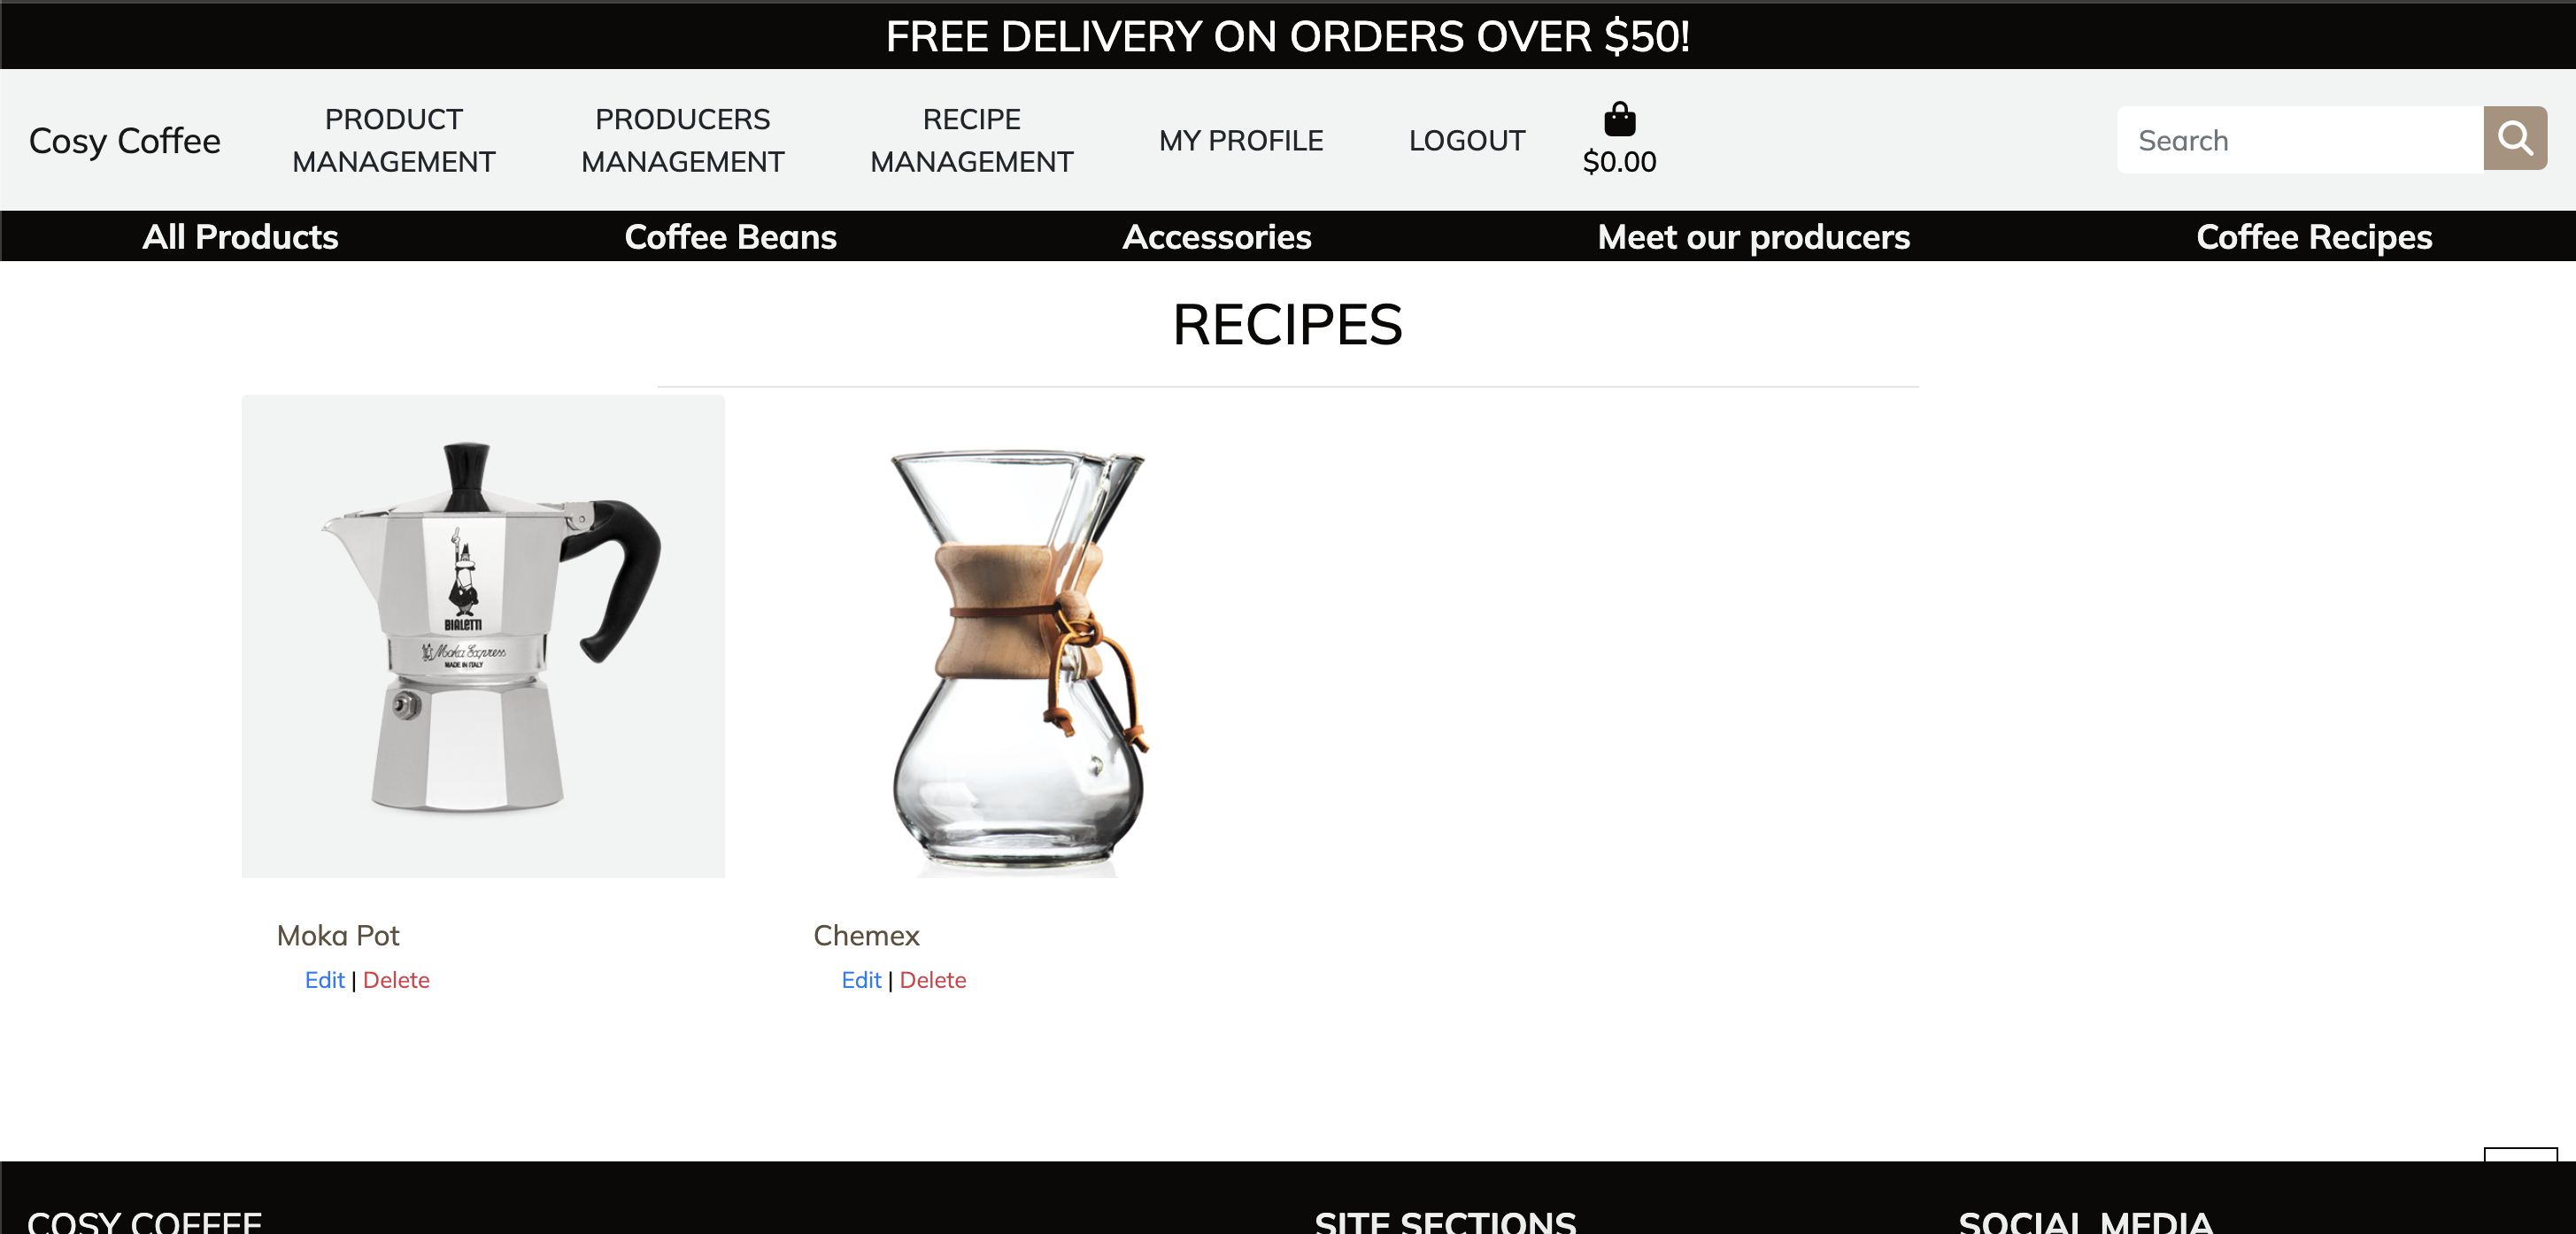 FREE DELIVERY ON ORDERS OVER $50!
Cosy Coffee
PRODUCT
MANAGEMENT
PRODUCERS
MANAGEMENT
RECIPE
MANAGEMENT
MY PROFILE
LOGOUT
$0.00
Search
All Products
Coffee Beans
Accessories
Meet our producers
Coffee Recipes
RECIPES
BIALETTI
Moka Express
MADE IN ITALY
Moka Pot
Edit | Delete
Chemex
Edit | Delete
COSY COFFEE
SITE SECTIONS
SOCIAL MEDIA